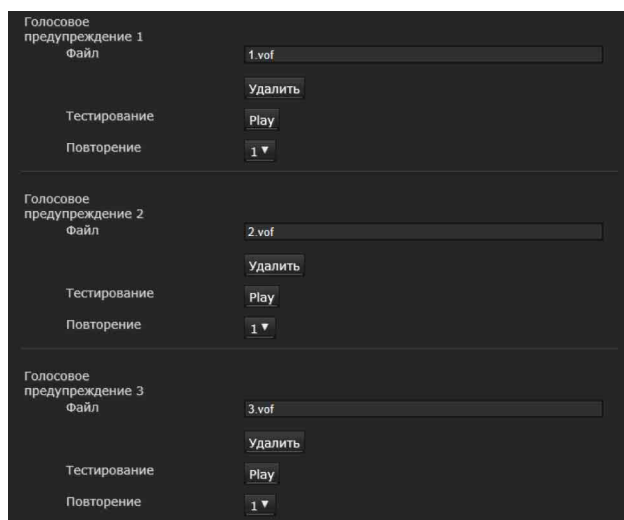 Голосовое
предупреждение 1
Файл 1.vof
Удалить
Тестирование Play
Повторение 1
Голосовое
предупреждение 2
Файл 2.vof
Удалить
Тестирование Play
Повторение 1
Голосовое
предупреждение 3
Файл 3.vof
Удалить
Тестирование Play
Повторение 1